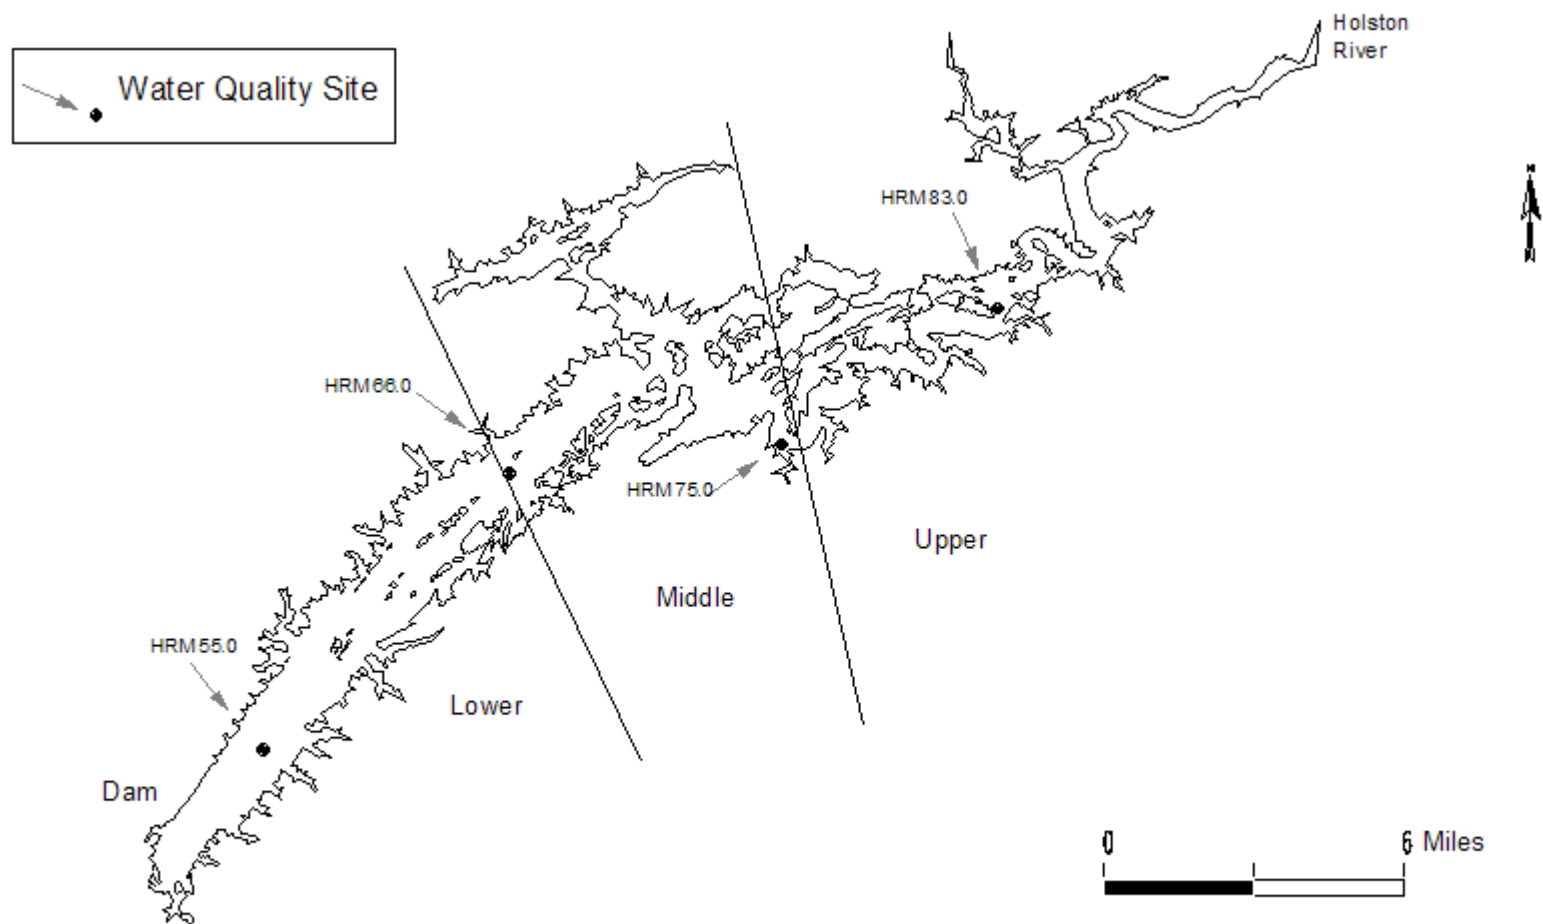 Holston
River
Water Quality Site
HRM83.0
N
HRM66.0
HRM75.0
Upper
Middle
HRM55.0
Lower
Dam
0 6 Miles